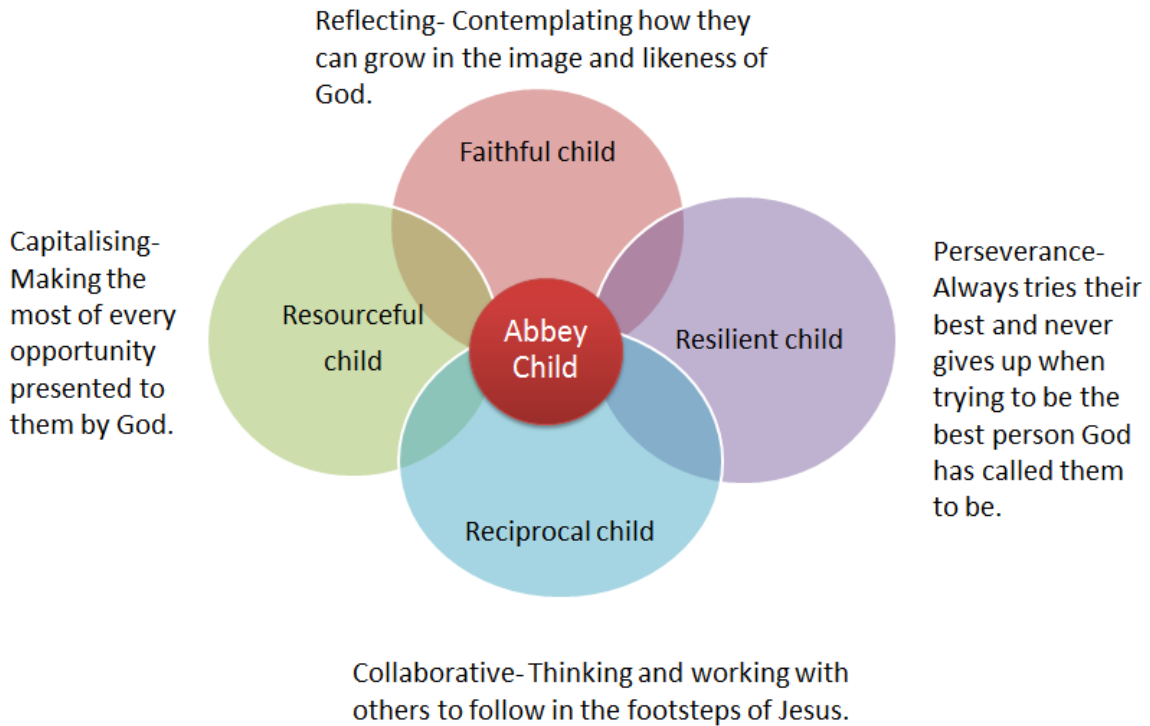 Reflecting- Contemplating how they
can grow in the image and likeness of
God.
Faithful child
Capitalising-
Making the
most of every
opportunity
presented to
them by God.
Resourceful
child
Abbey
Child
Resilient child
Perseverance-
Always tries their
best and never
gives up when
trying to be the
best person God
has called them
to be.
Reciprocal child
Collaborative- Thinking and working with
others to follow in the footsteps of Jesus.